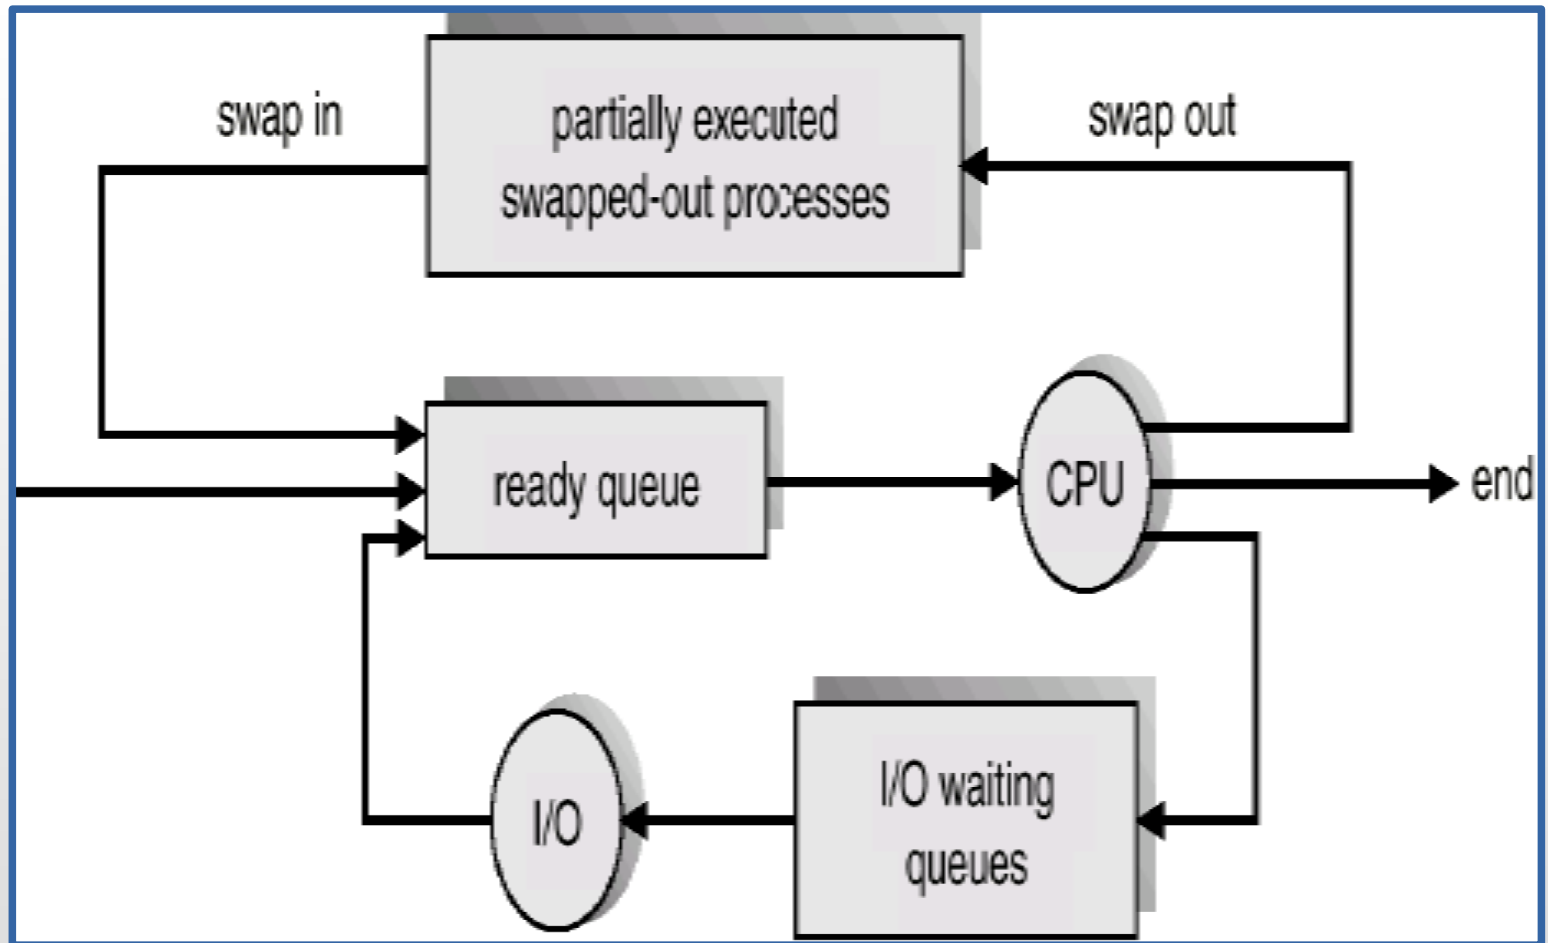 swap in
partially executed
swapped-out processes
swap out
ready queue
CPU
end
I/O
I/O waiting
queues